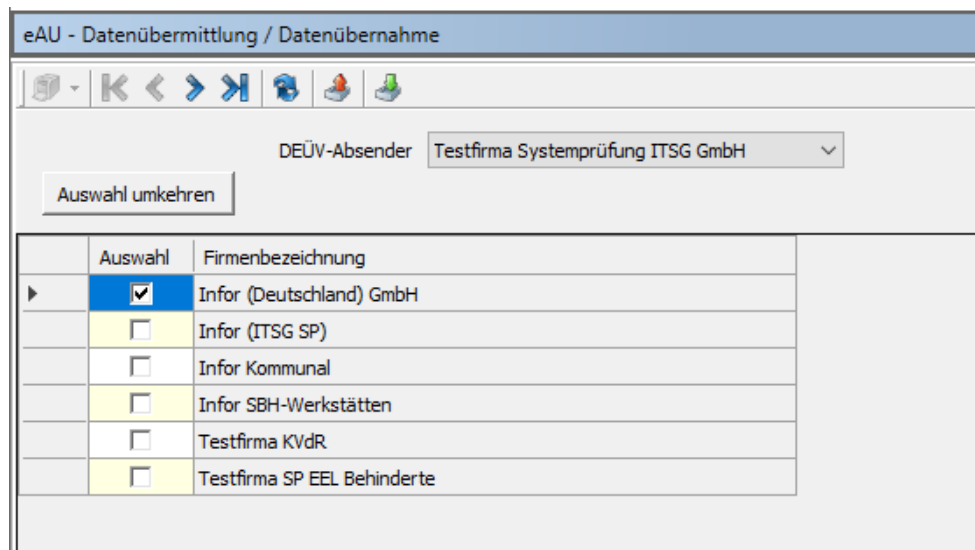 eAU - Datenübermittlung / Datenübernahme
DEÜV-Absender Testfirma Systemprüfung ITSG GmbH
Auswahl umkehren
Auswahl Firmenbezeichnung
Infor (Deutschland) GmbH
Infor (ITSG SP)
Infor Kommunal
Infor SBH-Werkstätten
Testfirma KVdR
Testfirma SP EEL Behinderte